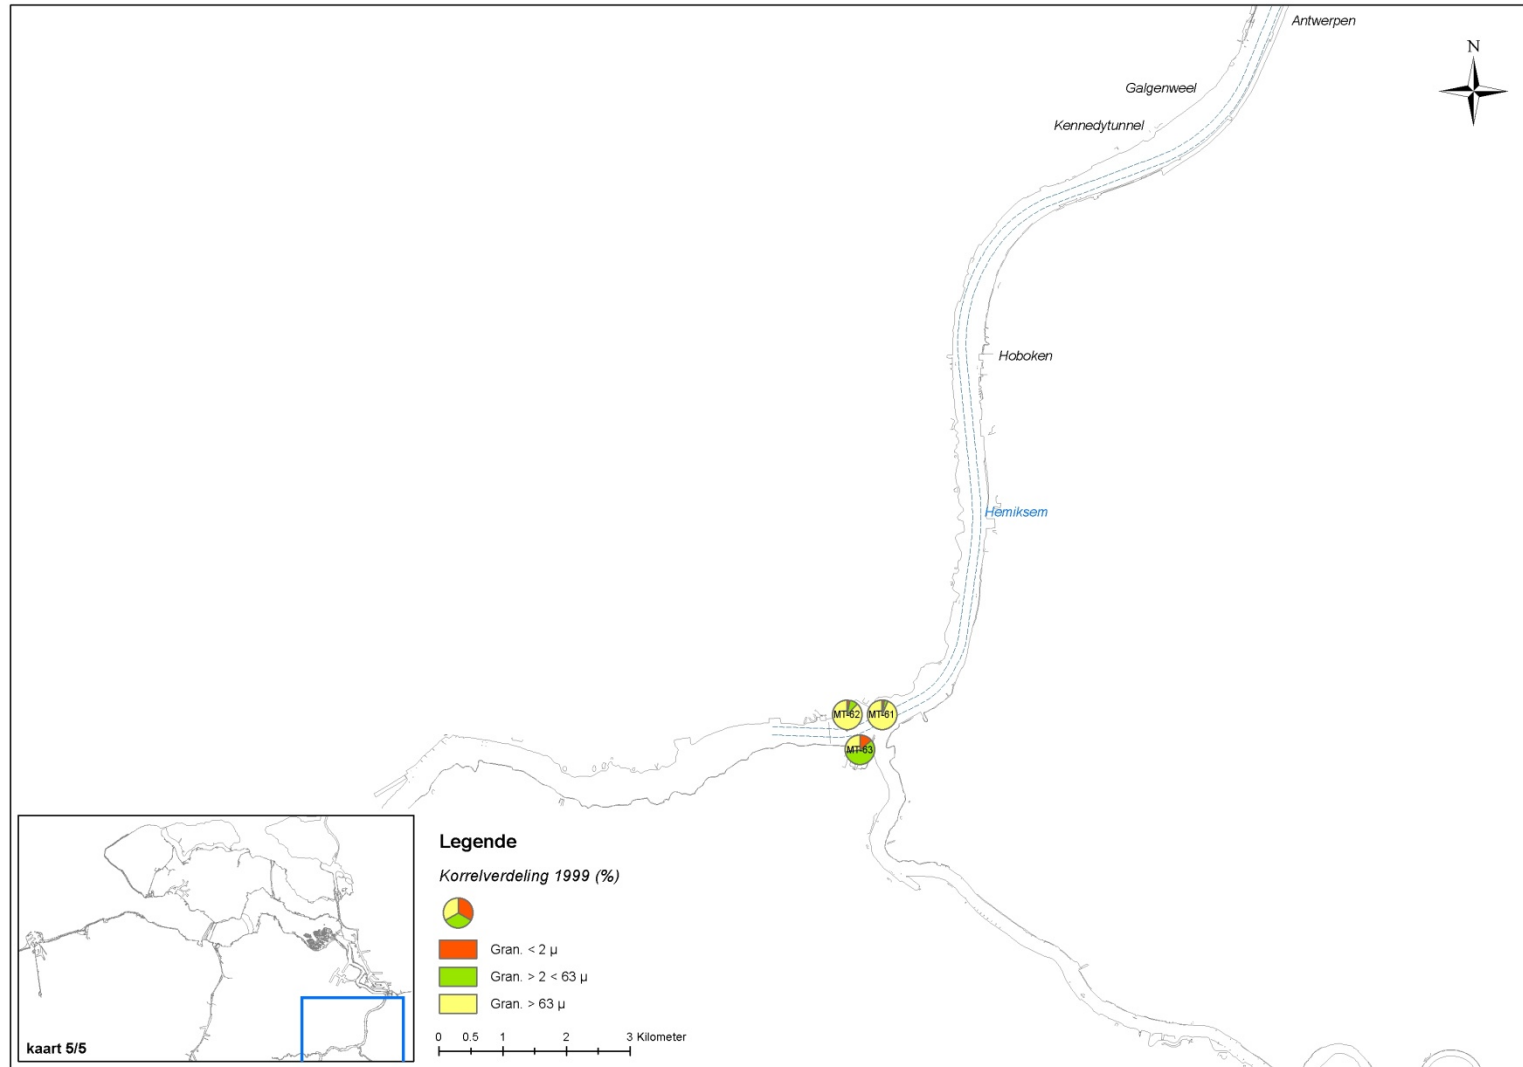 Antwerpen
N
Galgenweel
Kennedytunnel
Hoboken
Hemiksem
MT-62
MT-61
MT-63
Legende
Korrelverdeling 1999 (%)
Gran. < 2 µ
Gran. > 2 < 63 µ
Gran. > 63 µ
0 0.5 1 2 3 Kilometer
kaart 5/5